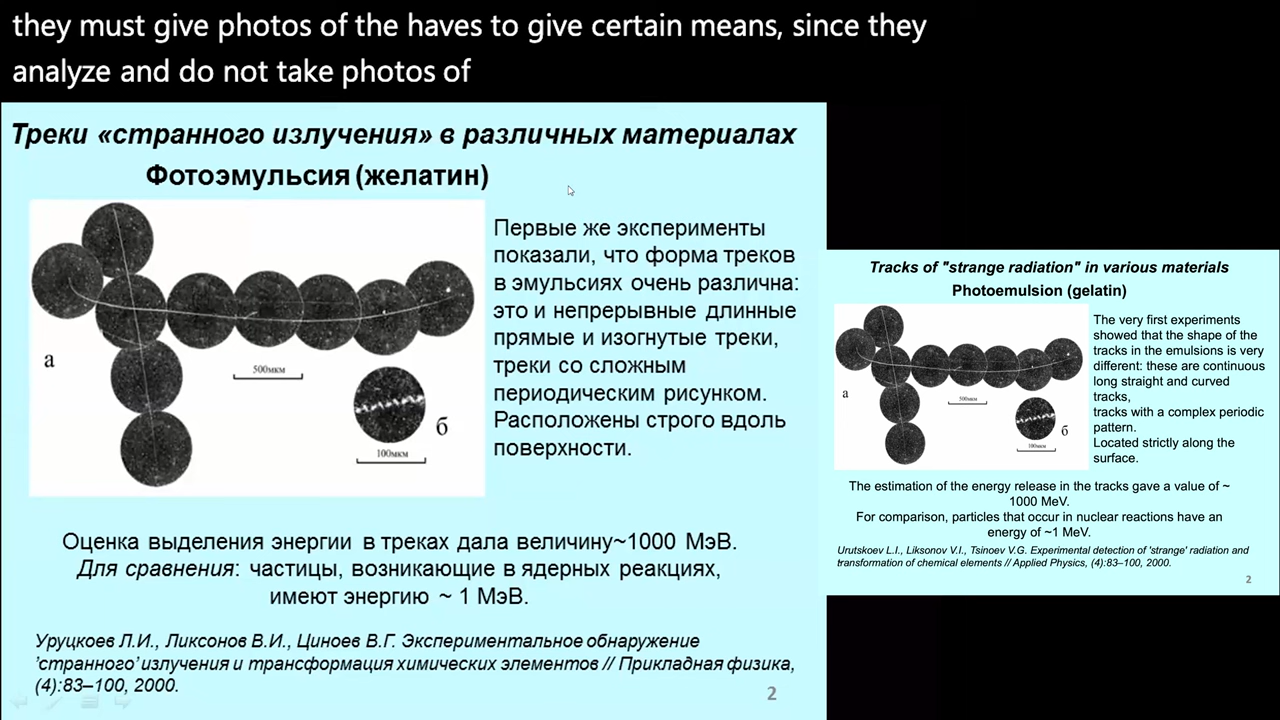 they must give photos of the haves to give certain means, since they
analyze and do not take photos of
Треки «странного излучения» в различных материалах
Фотоэмульсия (желатин)
а
500мкм
100мкм
б
Первые же эксперименты
показали, что форма треков
в эмульсиях очень различна:
это и непрерывные длинные
прямые и изогнутые треки,
треки со сложным
периодическим рисунком.
Расположены строго вдоль
поверхности.
Оценка выделения энергии в треках дала величину~1000 МэВ.
Для сравнения: частицы, возникающие в ядерных реакциях,
имеют энергию ~ 1 МэВ.
Уруцкоев Л.И., Ликсонов В.И., Циноев В.Г. Экспериментальное обнаружение
'странного' излучения и трансформация химических элементов // Прикладная физика,
(4):83–100, 2000.
2
Tracks of "strange radiation" in various materials
Photoemulsion (gelatin)
а
500мкм
100мкм
б
The very first experiments
showed that the shape of the
tracks in the emulsions is very
different: these are continuous
long straight and curved
tracks,
tracks with a complex periodic
pattern.
Located strictly along the
surface.
The estimation of the energy release in the tracks gave a value of ~
1000 MeV.
For comparison, particles that occur in nuclear reactions have an
energy of ~1 MeV.
Urutskoev L.I., Liksonov V.I., Tsinoev V.G. Experimental detection of 'strange' radiation and
transformation of chemical elements // Applied Physics, (4):83–100, 2000.
2